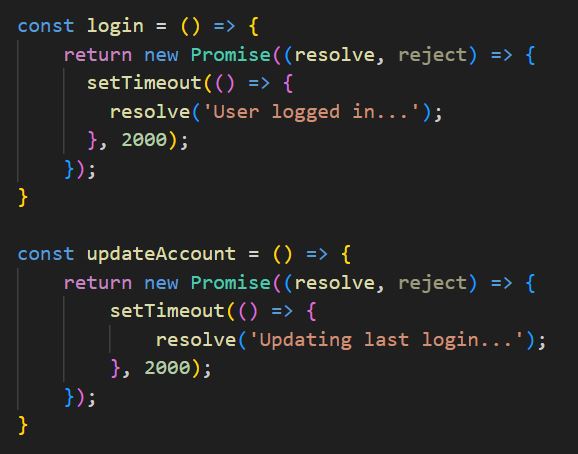 const login = () => {
    return new Promise((resolve, reject) => {
      setTimeout(() => {
        resolve('User logged in...');
      }, 2000);
    });
}

const updateAccount = () => {
    return new Promise((resolve, reject) => {
        setTimeout(() => {
            resolve('Updating last login...');
        }, 2000);
    });
}